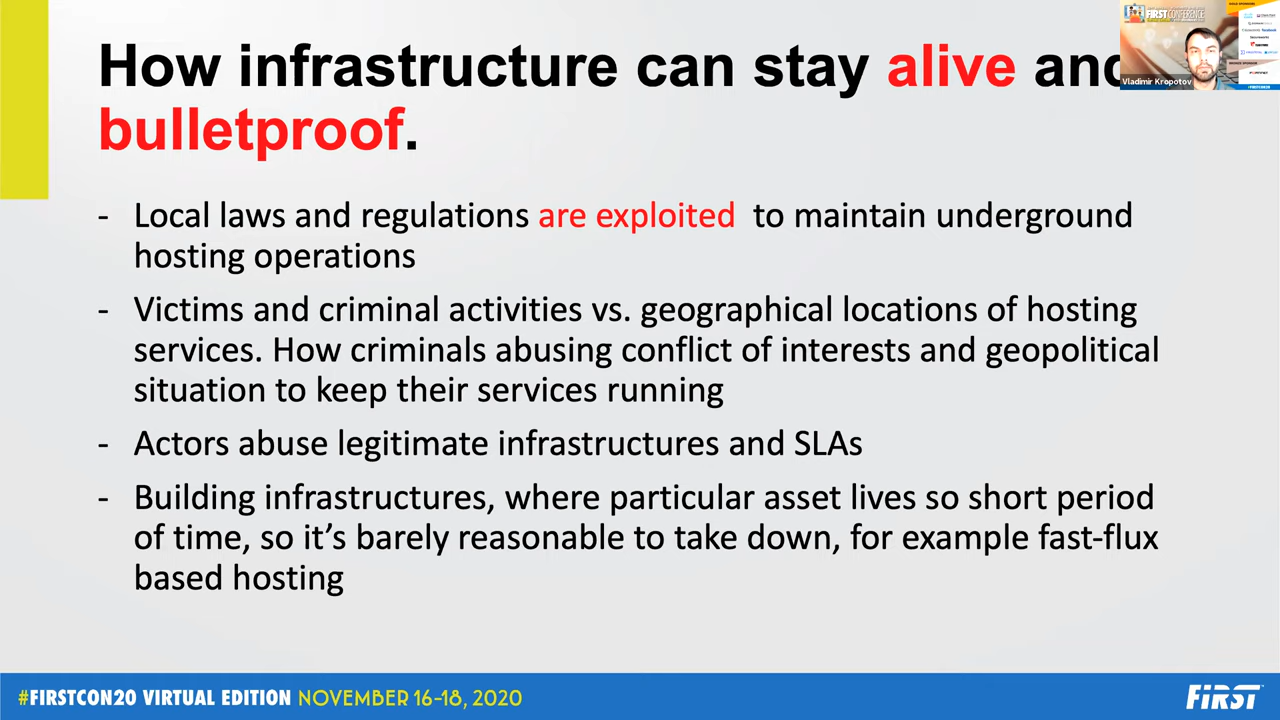 How infrastructure can stay alive and
bulletproof.
- Local laws and regulations are exploited to maintain underground
hosting operations
- Victims and criminal activities vs. geographical locations of hosting
services. How criminals abusing conflict of interests and geopolitical
situation to keep their services running
- Actors abuse legitimate infrastructures and SLAs
- Building infrastructures, where particular asset lives so short period
of time, so it’s barely reasonable to take down, for example fast-flux
based hosting
FIRSTCONFERENCE
Vladimir Kropotov
#FIRSTCON20 VIRTUAL EDITION NOVEMBER 16-18, 2020
FIRST